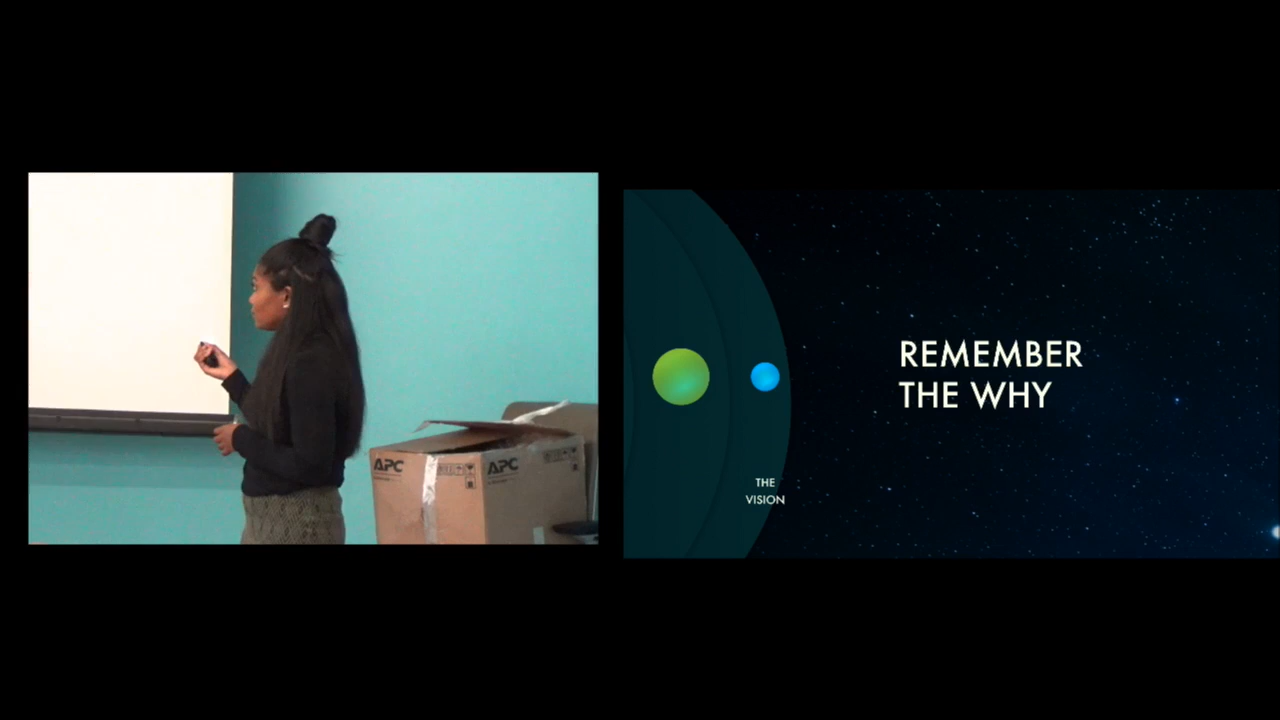 APC
APC
REMEMBER
THE WHY
THE
VISION